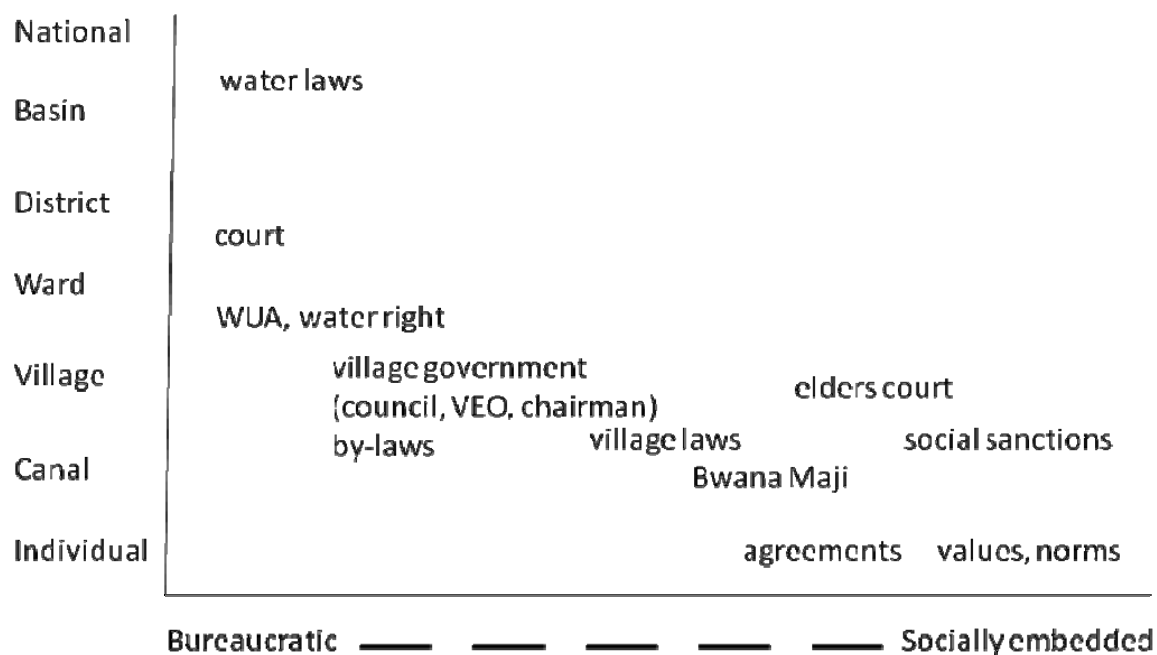 National
water laws
Basin
District
court
Ward
WUA, water right
Village
village government
(council, VEO, chairman)
by-laws
elders court
village laws
social sanctions
Canal
Bwana Maji
Individual
agreements
values, norms
Bureaucratic
Socially embedded